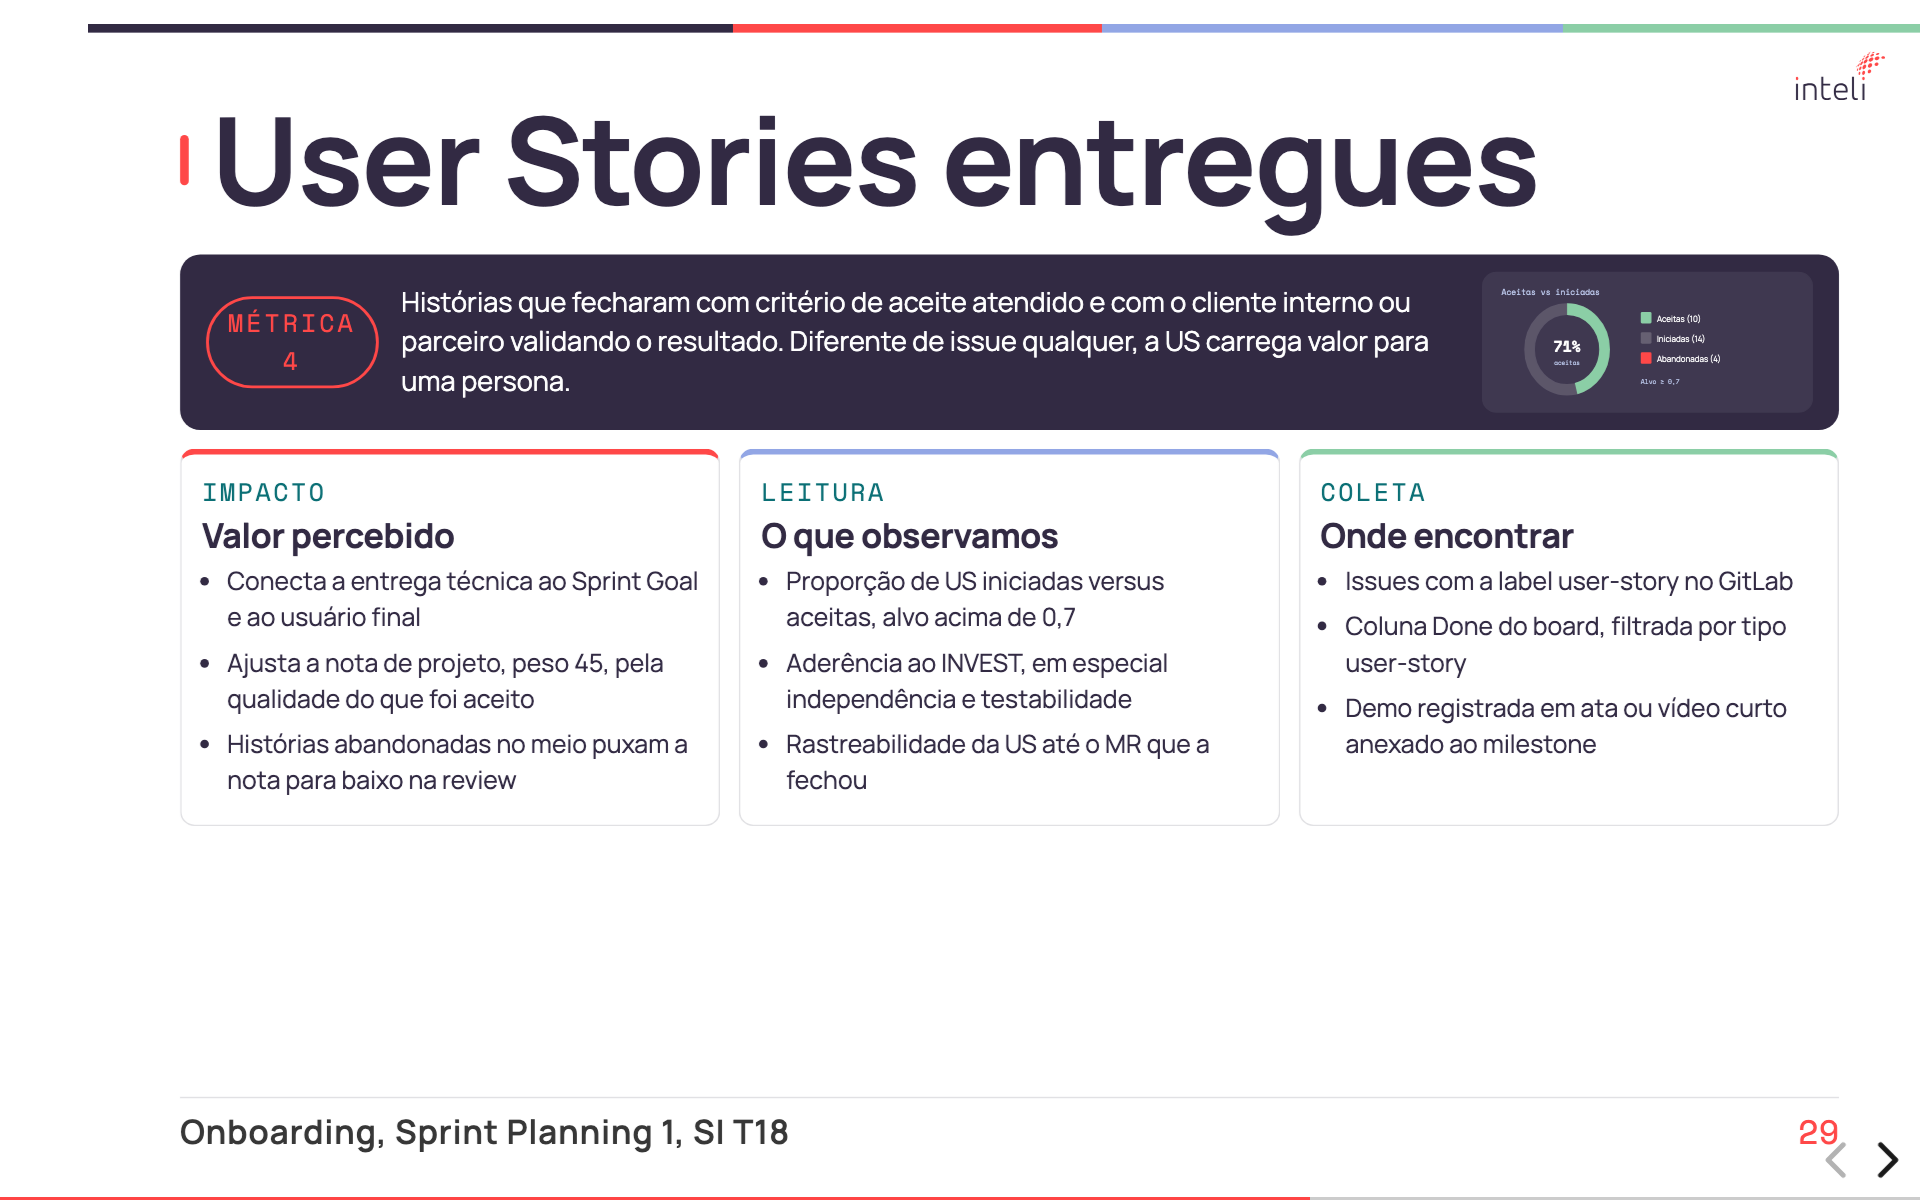 inteli
User Stories entregues
MÉTRICA
4
Histórias que fecharam com critério de aceite atendido e com o cliente interno ou
parceiro validando o resultado. Diferente de issue qualquer, a US carrega valor para
uma persona.
Aceitas vs iniciadas
71%
aceitas
Aceitas (10)
Iniciadas (14)
Abandonadas (4)
Alvo ≥ 0,7
IMPACTO
Valor percebido
• Conecta a entrega técnica ao Sprint Goal
e ao usuário final
• Ajusta a nota de projeto, peso 45, pela
qualidade do que foi aceito
• Histórias abandonadas no meio puxam a
nota para baixo na review
LEITURA
O que observamos
• Proporção de US iniciadas versus
aceitas, alvo acima de 0,7
• Aderência ao INVEST, em especial
independência e testabilidade
• Rastreabilidade da US até o MR que a
fechou
COLETA
Onde encontrar
• Issues com a label user-story no GitLab
• Coluna Done do board, filtrada por tipo
user-story
• Demo registrada em ata ou vídeo curto
anexado ao milestone
Onboarding, Sprint Planning 1, SI T18
29